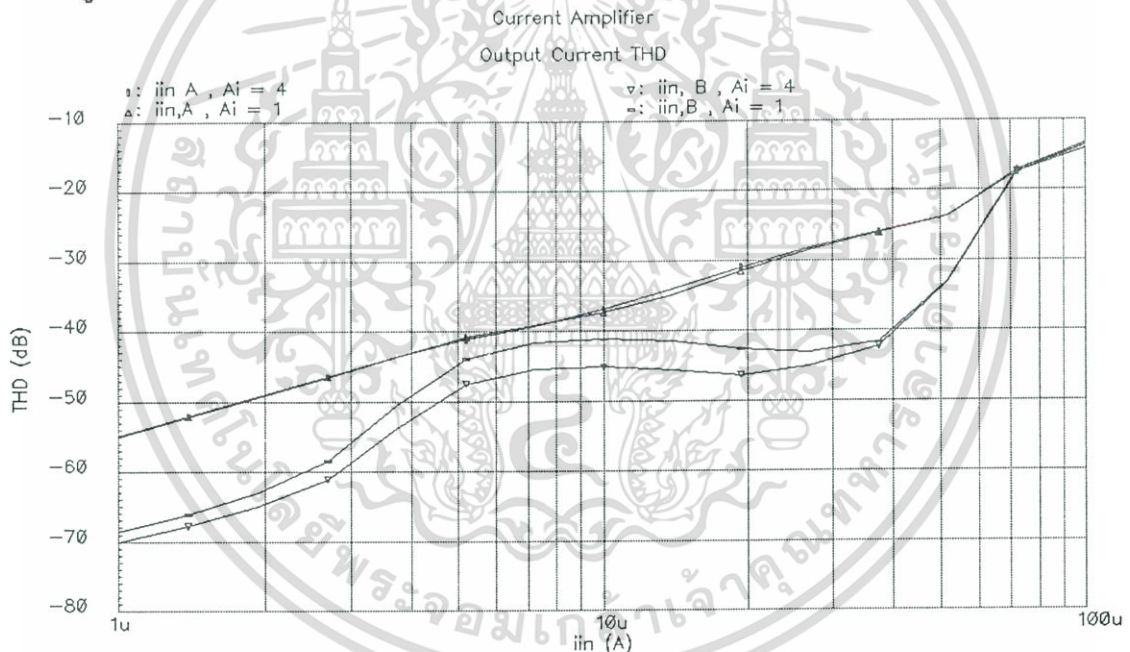 Current Amplifier
Output Current THD
: iin A , Ai = 4
▽: iin, B , Ai = 4
△: iin,A , Ai = 1
-: iin,B , Ai = 1
-10
-20
-30
-40
-50
-60
-70
-80
THD (dB)
1u
10u
100u
iin (A)